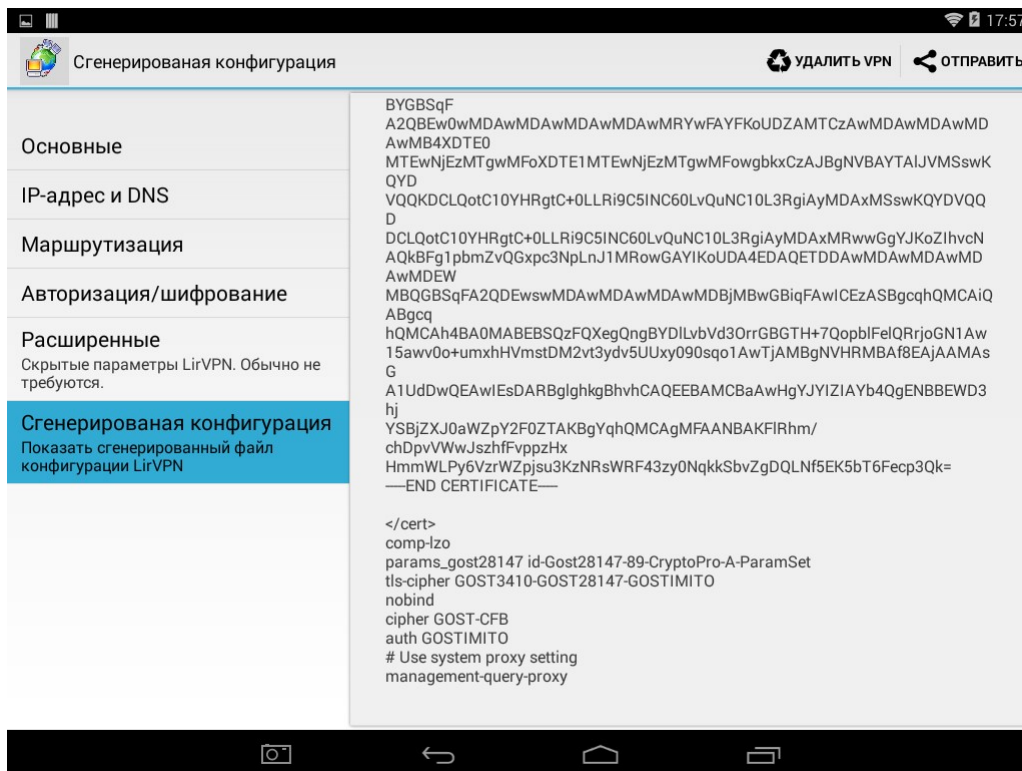 17:57
Сгенерированая конфигурация
УДАЛИТЬ VPN
ОТПРАВИТЬ
Основные
IP-адрес и DNS
Маршрутизация
Авторизация/шифрование
Расширенные
Скрытые параметры LirVPN. Обычно не
требуются.
Сгенерированая конфигурация
Показать сгенерированный файл
конфигурации LirVPN
BYGBSqF
A2QBEw0wMDAwMDAwMDAwMDAwMRYwFAYFKoUDZAMTCzAwMDAwMDAwMD
AwMB4XDTE0
MTEwNjEzMTgwMFoXDTE1MTEwNjEzMTgwMFowgbkxCzAJBgNVBAYTAlJVMSswK
QYD
VQQKDCLQotC10YHRgtC+0LLRi9C5INC60LvQuNC10L3RgiAyMDAxMSswKQYDVQQ
D
DCLQotC10YHRgtC+0LLRi9C5INC60LvQuNC10L3RgiAyMDAxMRwwGgYJKoZIhvcN
AQkBFg1pbmZvQGxpc3NpLnJ1MRowGAYIKoUDA4EDAQETDDAwMDAwMDAwMD
AwMDEW
MBQGBSqFA2QDEwswMDAwMDAwMDAwMDBjMBwGBiqFAwICEzASBgcqhQMCAiQ
ABgcq
hQMCAh4BA0MABEBSQzFQXegQngBYDlLvbVd3OrrGBGTH+7QopblFelQRrjoGN1Aw
15awv0o+umxhHVmstDM2vt3ydv5UUxy090sqo1AwTjAMBgNVHRMBAf8EAjAAMAs
G
A1UdDwQEAwIEsDARBglghkgBhvhCAQEEBAMCBaAwHgYJYIZIAYb4QgENBBEWD3
hj
YSBjZXJ0aWZpY2F0ZTAKBgYqhQMCAgMFAANBAKFlRhm/
chDpvVWwJszhfFvppzHx
HmmWLPy6VzrWZpjsu3KzNRsWRF43zy0NqkkSbvZgDQLNf5EK5bT6Fecp3Qk=
-----END CERTIFICATE-----
</cert>
comp-lzo
params_gost28147 id-Gost28147-89-CryptoPro-A-ParamSet
tls-cipher GOST3410-GOST28147-GOSTIMITO
nobind
cipher GOST-CFB
auth GOSTIMITO
# Use system proxy setting
management-query-proxy